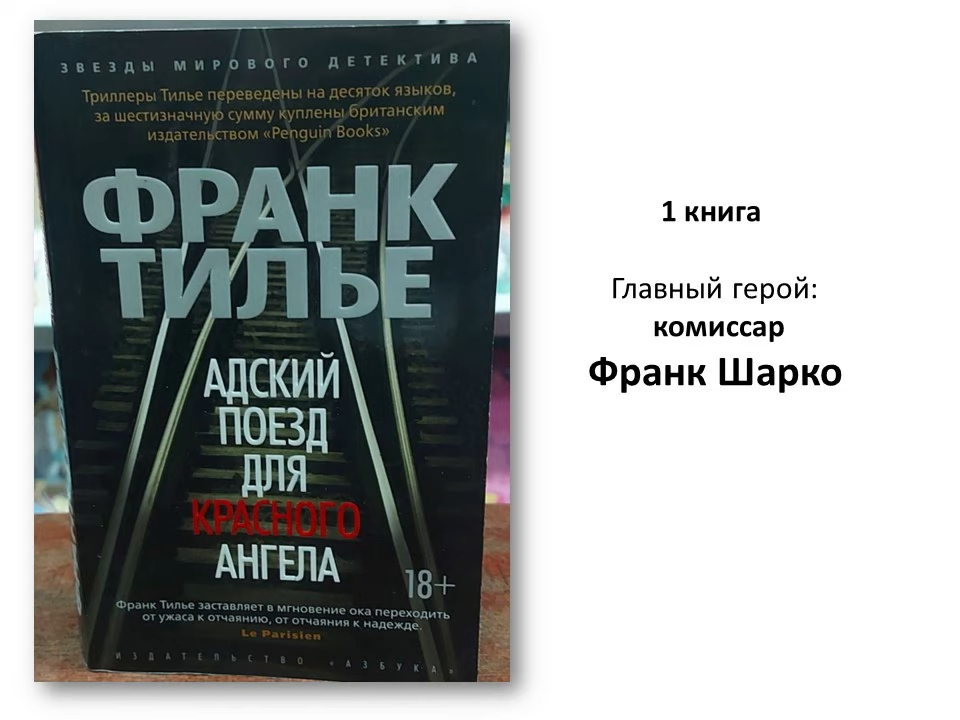 ЗВЕЗДЫ МИРОВОГО ДЕТЕКТИВА
Триллеры Тилье переведены на десяток языков,
за шестизначную сумму куплены британским
издательством «Penguin Books»
ФРАНК
ТИЛЬЕ
АДСКИЙ
ПОЕЗД
ДЛЯ
КРАСНОГО
АНГЕЛА
18+
Франк Тилье заставляет в мгновение ока переходить
от ужаса к отчаянию, от отчаяния к надежде.
Le Parisien
ИЗДАТЕЛЬСТВО «АЗБУКА»
1 книга
Главный герой:
комиссар
Франк Шарко